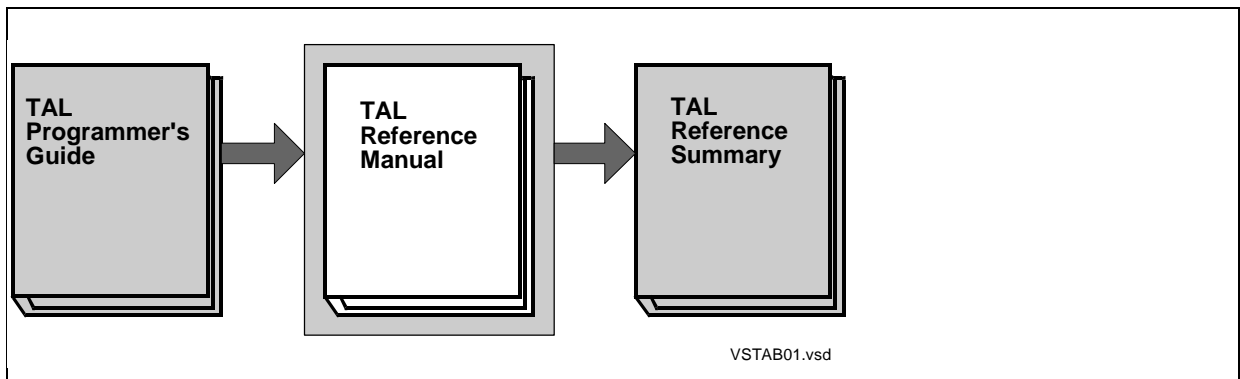 TAL
Programmer's
Guide
TAL
Reference
Manual
TAL
Reference
Summary
VSTAB01.vsd